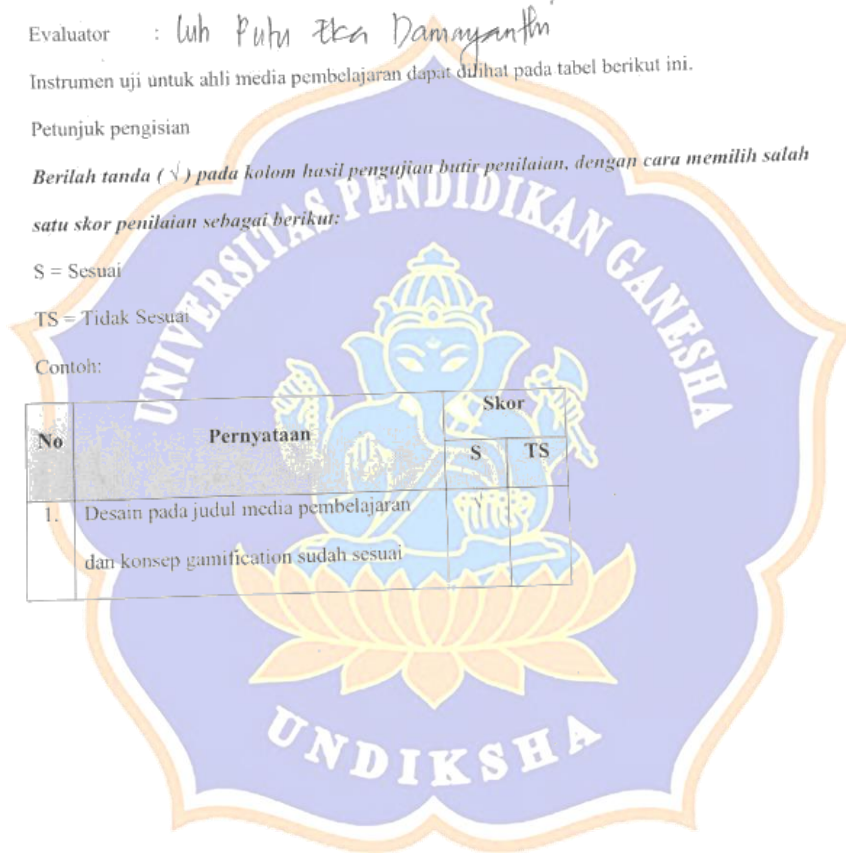 Evaluator : Luh Putu Eka Damayanthi
Instrumen uji untuk ahli media pembelajaran dapat dilihat pada tabel berikut ini.
Petunjuk pengisian
Berilah tanda ( √ ) pada kolom hasil pengujian butir penilaian, dengan cara memilih salah
satu skor penilaian sebagai berikut:
S = Sesuai
TS = Tidak Sesuai
Contoh:
No Pernyataan Skor
S TS
1. Desain pada judul media pembelajaran √
dan konsep gamification sudah sesuai
UNIVERSITAS PENDIDIKAN GANESHA
UNDIKSHA